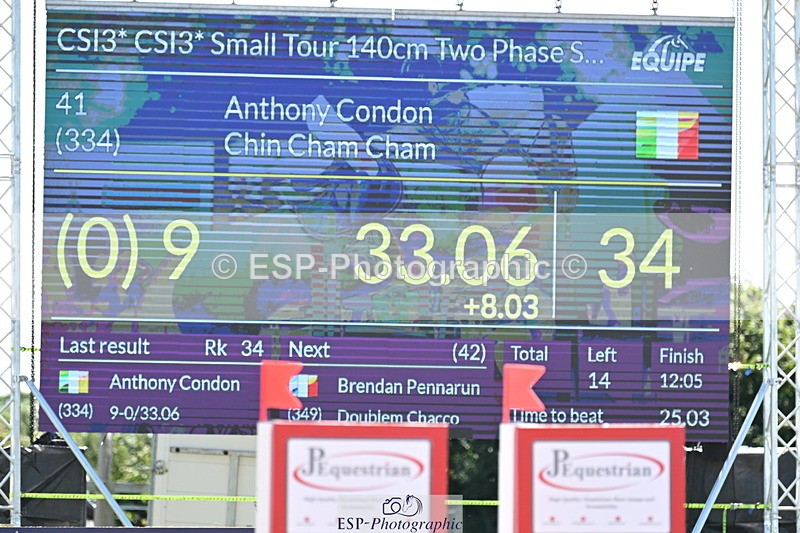 CSI3* CSI3* Small Tour 140cm Two Phase S...
EQUIPE
41 Anthony Condon
(334) Chin Cham Cham
(0) 9 33,06 34
+8.03
© ESP-Photographic ©
Last result Rk 34 Next (42) Total Left Finish
Anthony Condon Brendan Pennarun 14 12:05
(334) 9-0/33.06 (349) Doublem Chacco Time to beat 25.03
JPEquestrian JPEquestrian
ESP-Photographic